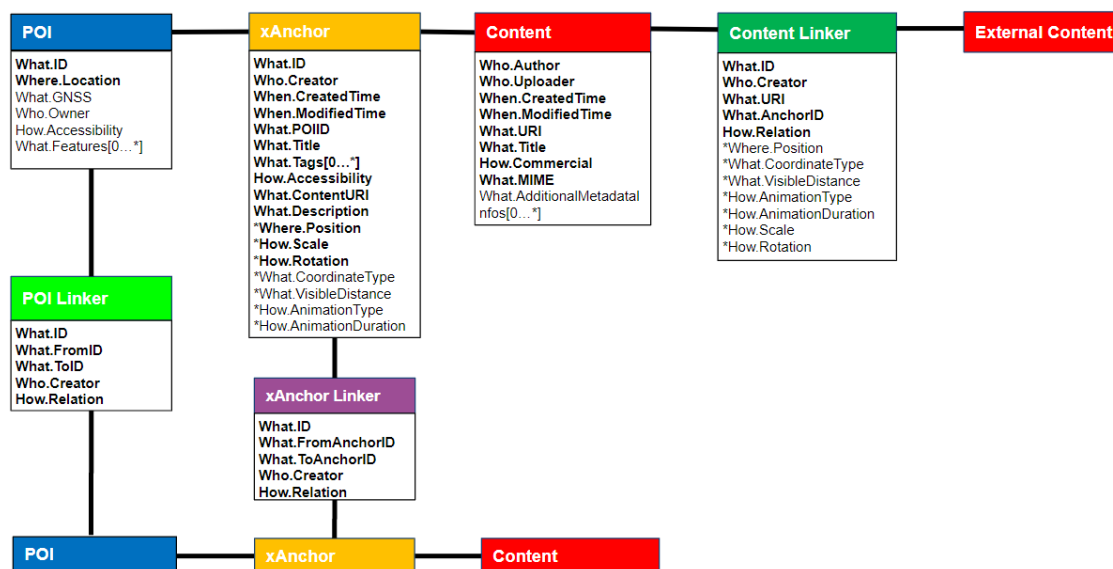 POI
What.ID
Where.Location
What.GNSS
Who.Owner
How.Accessibility
What.Features[0…*]
xAnchor
What.ID
Who.Creator
When.CreatedTime
When.ModifiedTime
What.POIID
What.Title
What.Tags[0…*]
How.Accessibility
What.ContentURI
What.Description
*Where.Position
*How.Scale
*How.Rotation
*What.CoordinateType
*What.VisibleDistance
*How.AnimationType
*How.AnimationDuration
Content
Who.Author
Who.Uploader
When.CreatedTime
When.ModifiedTime
What.URI
What.Title
How.Commercial
What.MIME
What.AdditionalMetadataI
nfos[0…*]
Content Linker
What.ID
Who.Creator
What.URI
What.AnchorID
How.Relation
*Where.Position
*What.CoordinateType
*What.VisibleDistance
*How.AnimationType
*How.AnimationDuration
*How.Scale
*How.Rotation
External Content
POI Linker
What.ID
What.FromID
What.ToID
Who.Creator
How.Relation
xAnchor Linker
What.ID
What.FromAnchorID
What.ToAnchorID
Who.Creator
How.Relation
POI
xAnchor
Content